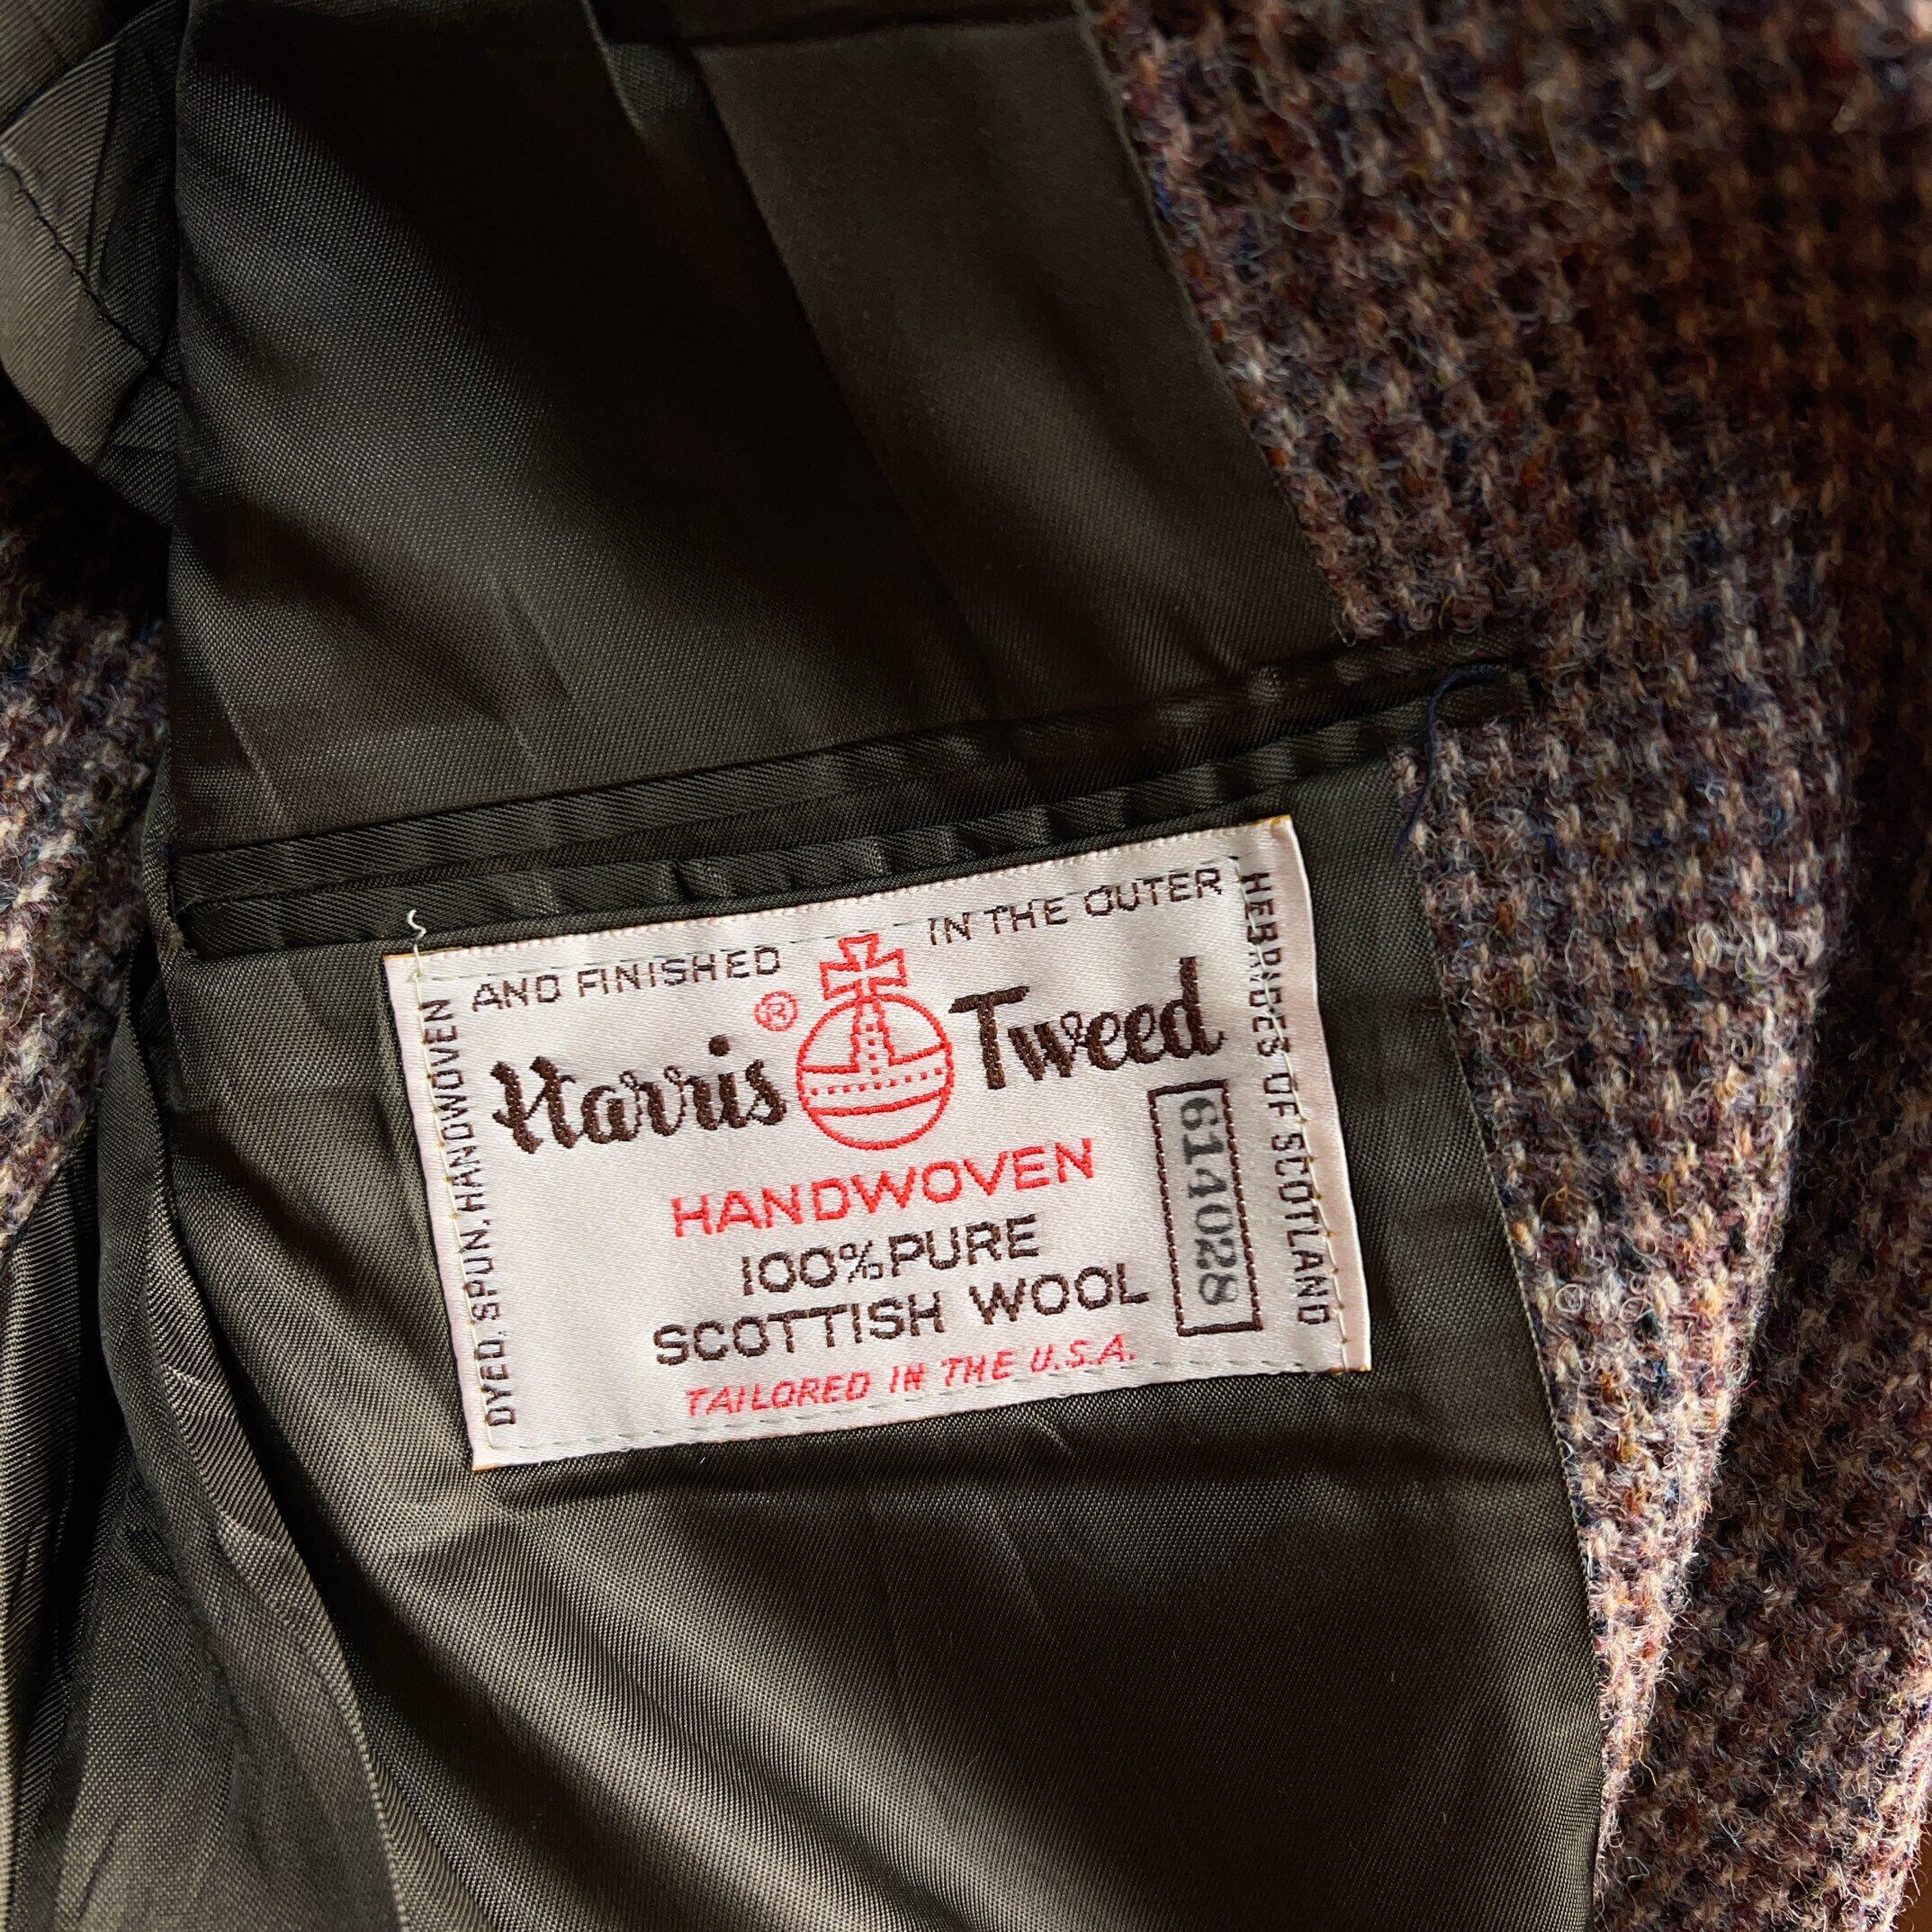 DYED, SPUN, HANDWOVEN
AND FINISHED
IN THE OUTER
HEBRIDES OF SCOTLAND
Harris ® Tweed
HANDWOVEN
100% PURE
SCOTTISH WOOL
TAILORED IN THE U.S.A.
614028